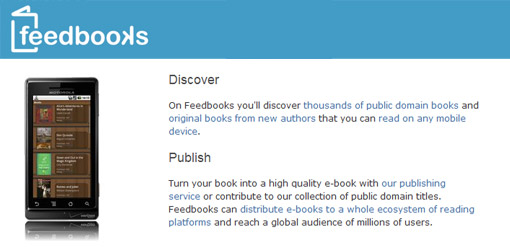 feedbooks
Discover
On Feedbooks you'll discover thousands of public domain books and
original books from new authors that you can read on any mobile
device.
Publish
Turn your book into a high quality e-book with our publishing
service or contribute to our collection of public domain titles.
Feedbooks can distribute e-books to a whole ecosystem of reading
platforms and reach a global audience of millions of users.
MOTOROLA